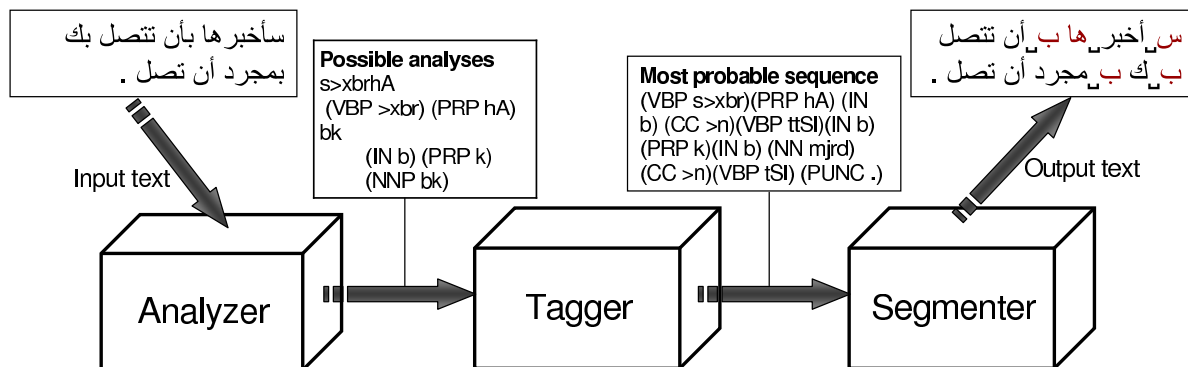 سأخبرها بأن تتصل بك
بمجرد أن تصل .
Input text
Possible analyses
s>xbrhA
(VBP >xbr) (PRP hA)
bk
(IN b) (PRP k)
(NNP bk)
Most probable sequence
(VBP s>xbr)(PRP hA) (IN
b) (CC >n)(VBP ttSl)(IN b)
(PRP k)(IN b) (NN mjrd)
(CC >n)(VBP tSl) (PUNC .)
س˽أخبر˽ها ب˽أن تتصل
ب˽ك ب˽مجرد أن تصل .
Output text
Analyzer
Tagger
Segmenter